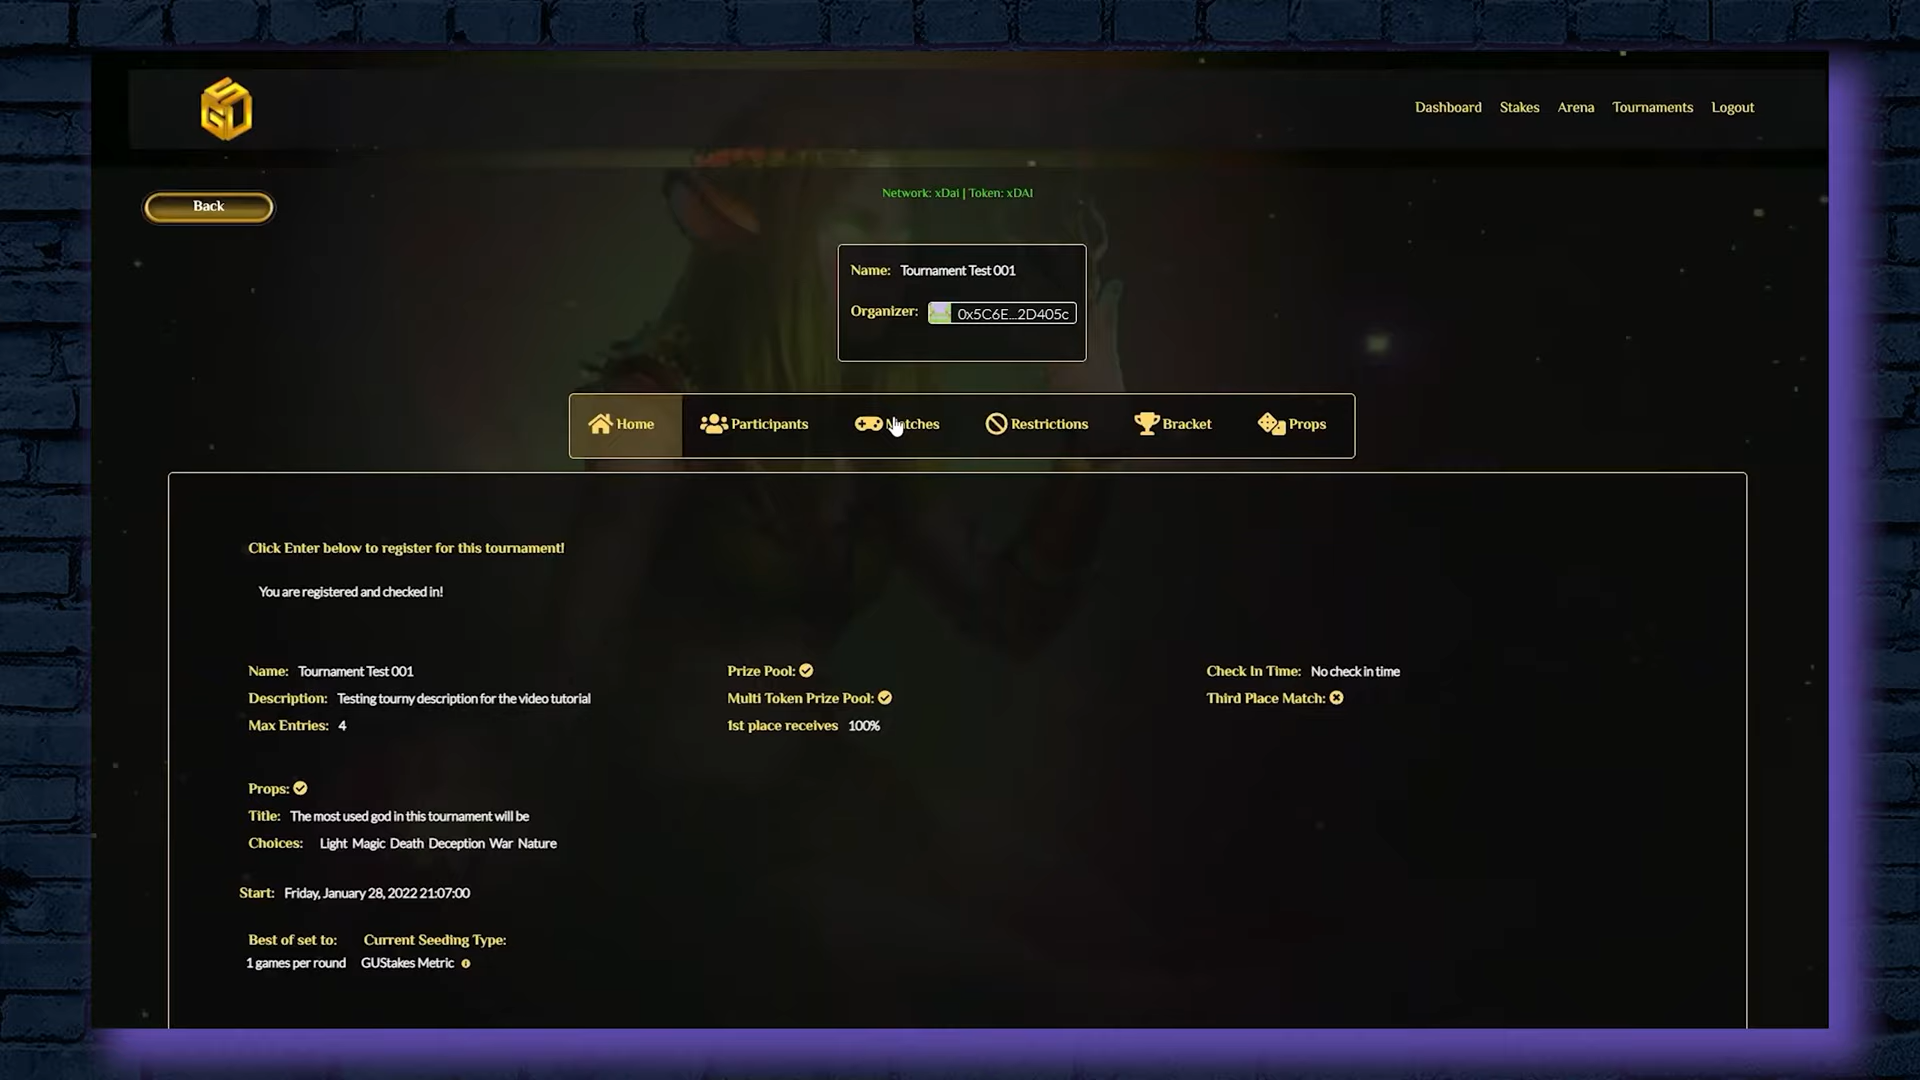 Dashboard Stakes Arena Tournaments Logout
Back
Network: xDai | Token: xDAI
Name: Tournament Test 001
Organizer: 0x5C6E...2D405c
Home Participants Matches Restrictions Bracket Props
Click Enter below to register for this tournament!
You are registered and checked in!
Name: Tournament Test 001
Description: Testing tourny description for the video tutorial
Max Entries: 4
Prize Pool:
Multi Token Prize Pool:
1st place receives 100%
Check In Time: No check in time
Third Place Match:
Props:
Title: The most used god in this tournament will be
Choices: Light Magic Death Deception War Nature
Start: Friday, January 28, 2022 21:07:00
Best of set to: Current Seeding Type:
1 games per round GUStakes Metric